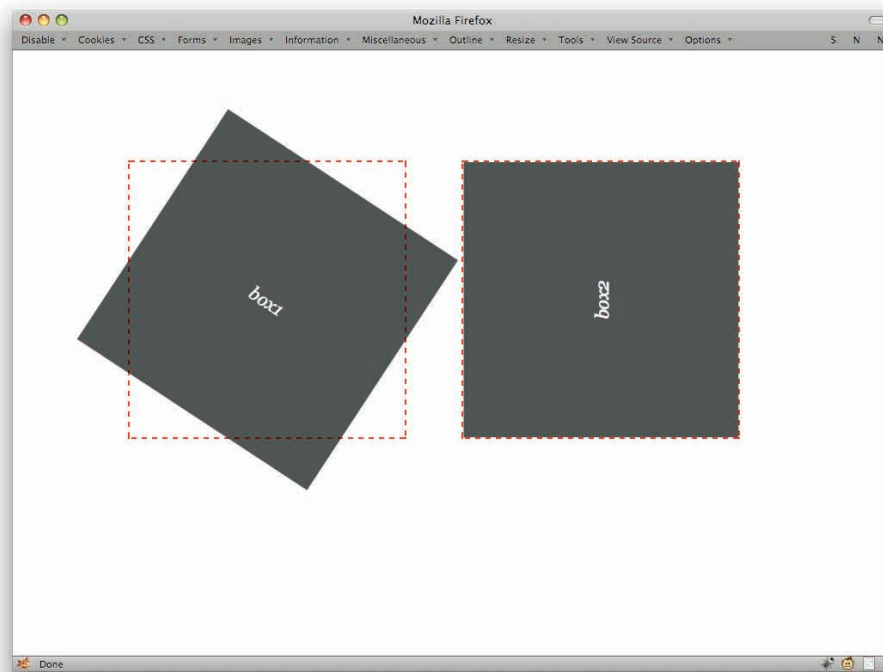 Mozilla Firefox
Disable Cookies CSS Forms Images Information Miscellaneous Outline Resize Tools View Source Options S N N
box1
box2
Done